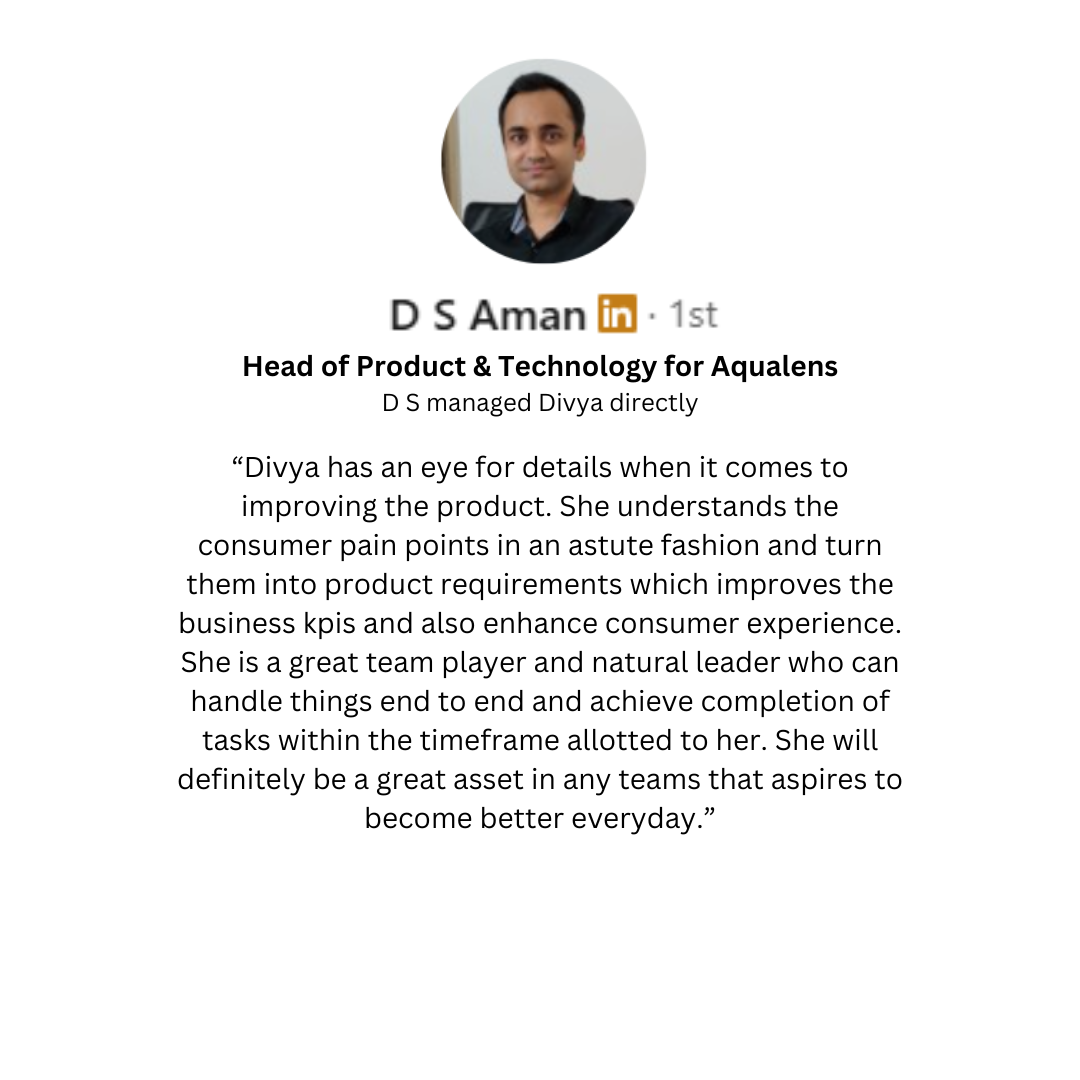 D S Aman in · 1st
Head of Product & Technology for Aqualens
D S managed Divya directly
“Divya has an eye for details when it comes to
improving the product. She understands the
consumer pain points in an astute fashion and turn
them into product requirements which improves the
business kpis and also enhance consumer experience.
She is a great team player and natural leader who can
handle things end to end and achieve completion of
tasks within the timeframe allotted to her. She will
definitely be a great asset in any teams that aspires to
become better everyday.”